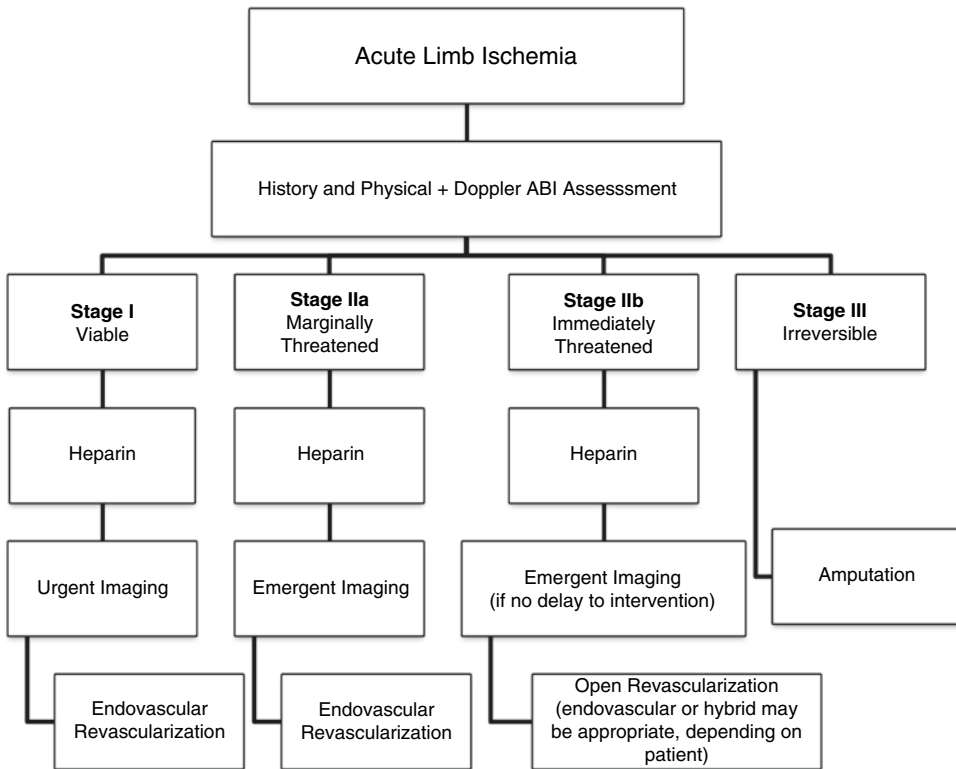 Acute Limb Ischemia
History and Physical + Doppler ABI Assesssment
Stage I
Viable
Stage IIa
Marginally
Threatened
Stage IIb
Immediately
Threatened
Stage III
Irreversible
Heparin
Heparin
Heparin
Urgent Imaging
Emergent Imaging
Emergent Imaging
(if no delay to intervention)
Amputation
Endovascular
Revascularization
Endovascular
Revascularization
Open Revascularization
(endovascular or hybrid may
be appropriate, depending on
patient)